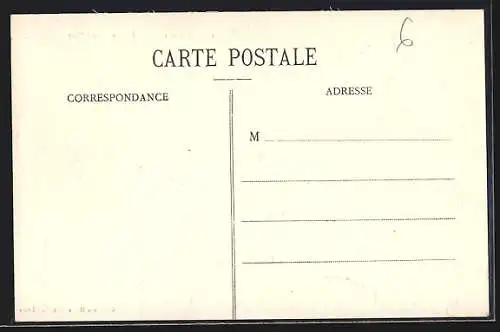 6
CARTE POSTALE
CORRESPONDANCE
ADRESSE
M